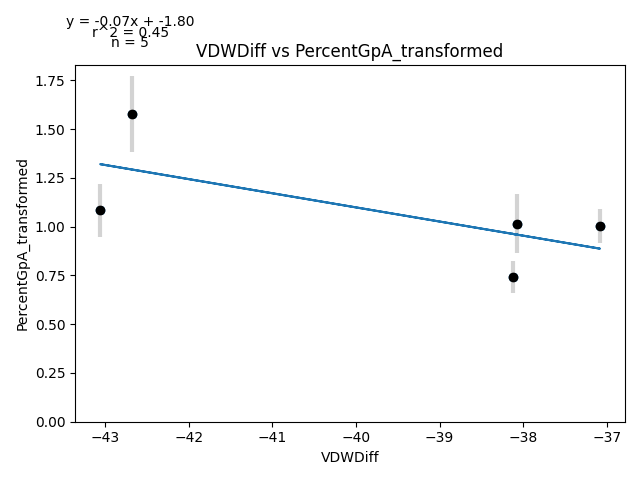 y = -0.07x + -1.80
r^2 = 0.45
n = 5
VDWDiff vs PercentGpA_transformed
PercentGpA_transformed
1.75
1.50
1.25
1.00
0.75
0.50
0.25
0.00
−43 −42 −41 −40 −39 −38 −37
VDWDiff